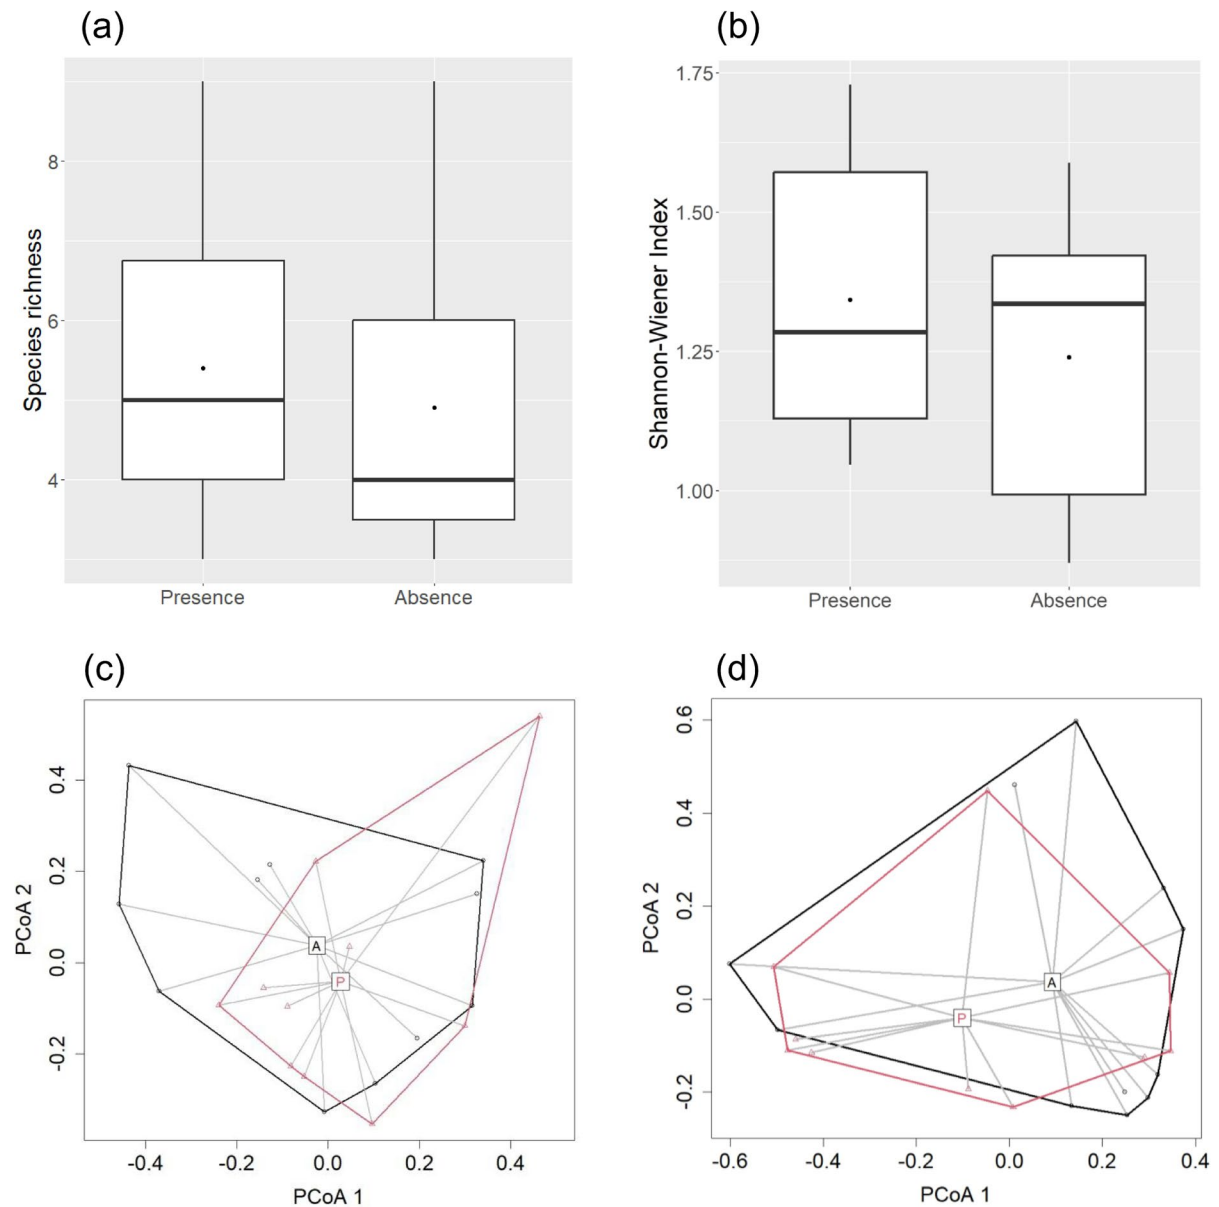 (a)
Species richness
8
6
4
Presence
Absence
(b)
Shannon-Wiener Index
1.75
1.50
1.25
1.00
Presence
Absence
(c)
PCoA 2
0.4
0.2
0.0
-0.2
A
P
-0.4
-0.2
0.0
0.2
0.4
PCoA 1
(d)
PCoA 2
0.6
0.4
0.2
0.0
-0.2
A
P
-0.6
-0.4
-0.2
0.0
0.2
0.4
PCoA 1